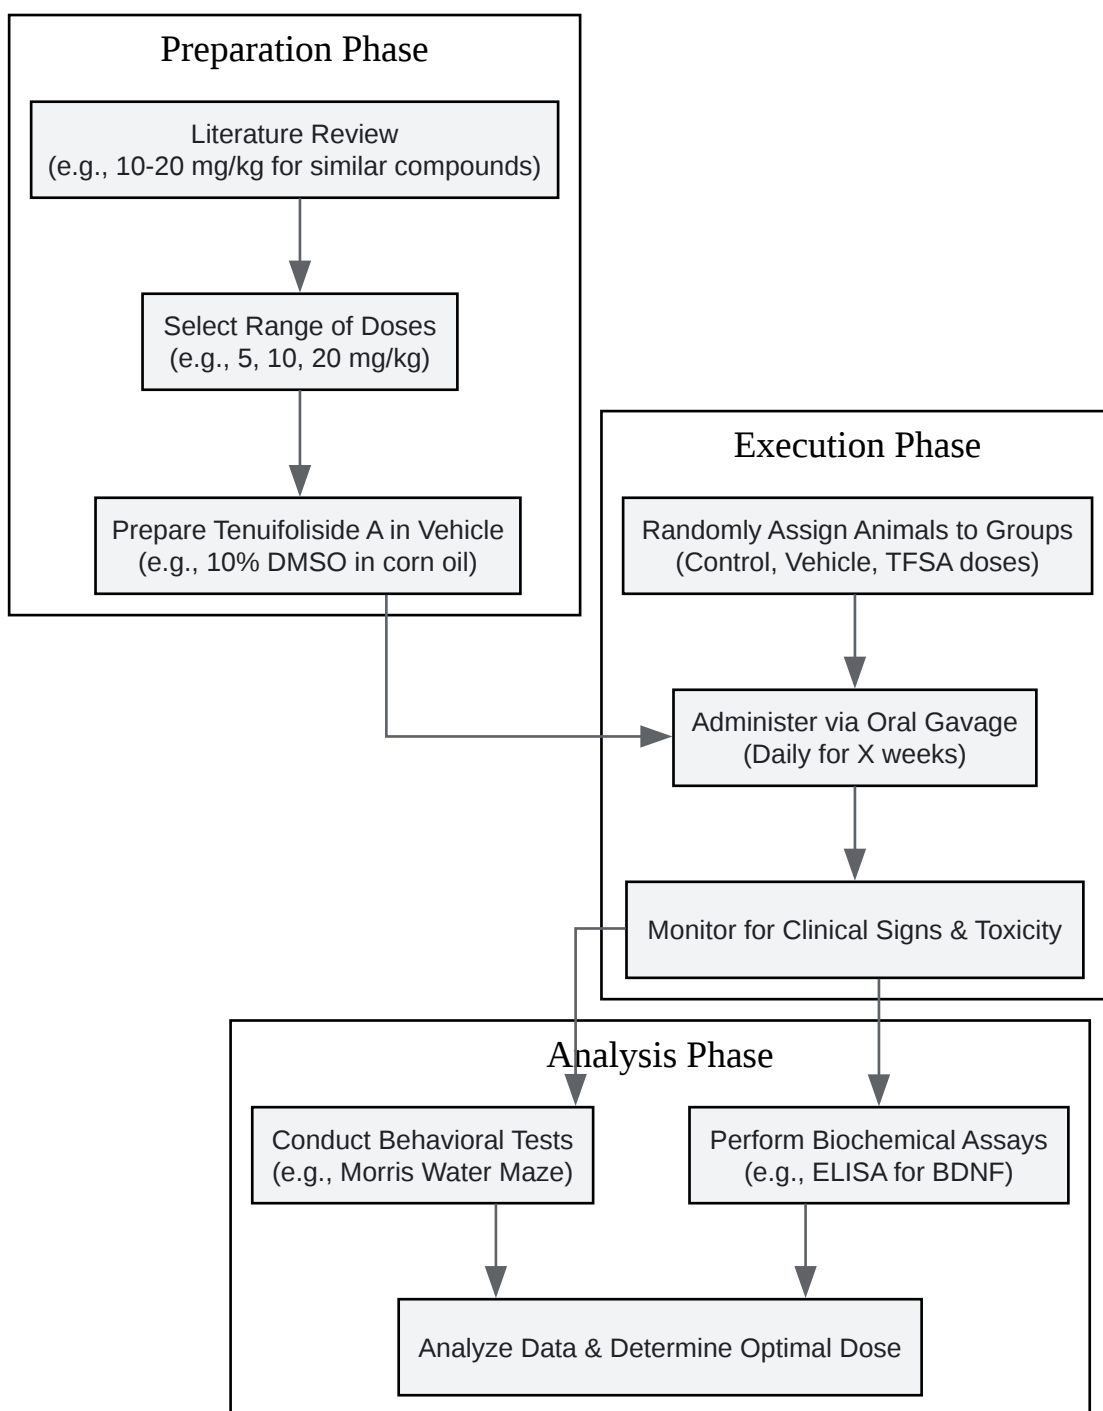 Preparation Phase
Literature Review
(e.g., 10-20 mg/kg for similar compounds)
Select Range of Doses
(e.g., 5, 10, 20 mg/kg)
Prepare Tenuifoliside A in Vehicle
(e.g., 10% DMSO in corn oil)
Execution Phase
Randomly Assign Animals to Groups
(Control, Vehicle, TFSA doses)
Administer via Oral Gavage
(Daily for X weeks)
Monitor for Clinical Signs & Toxicity
Analysis Phase
Conduct Behavioral Tests
(e.g., Morris Water Maze)
Perform Biochemical Assays
(e.g., ELISA for BDNF)
Analyze Data & Determine Optimal Dose